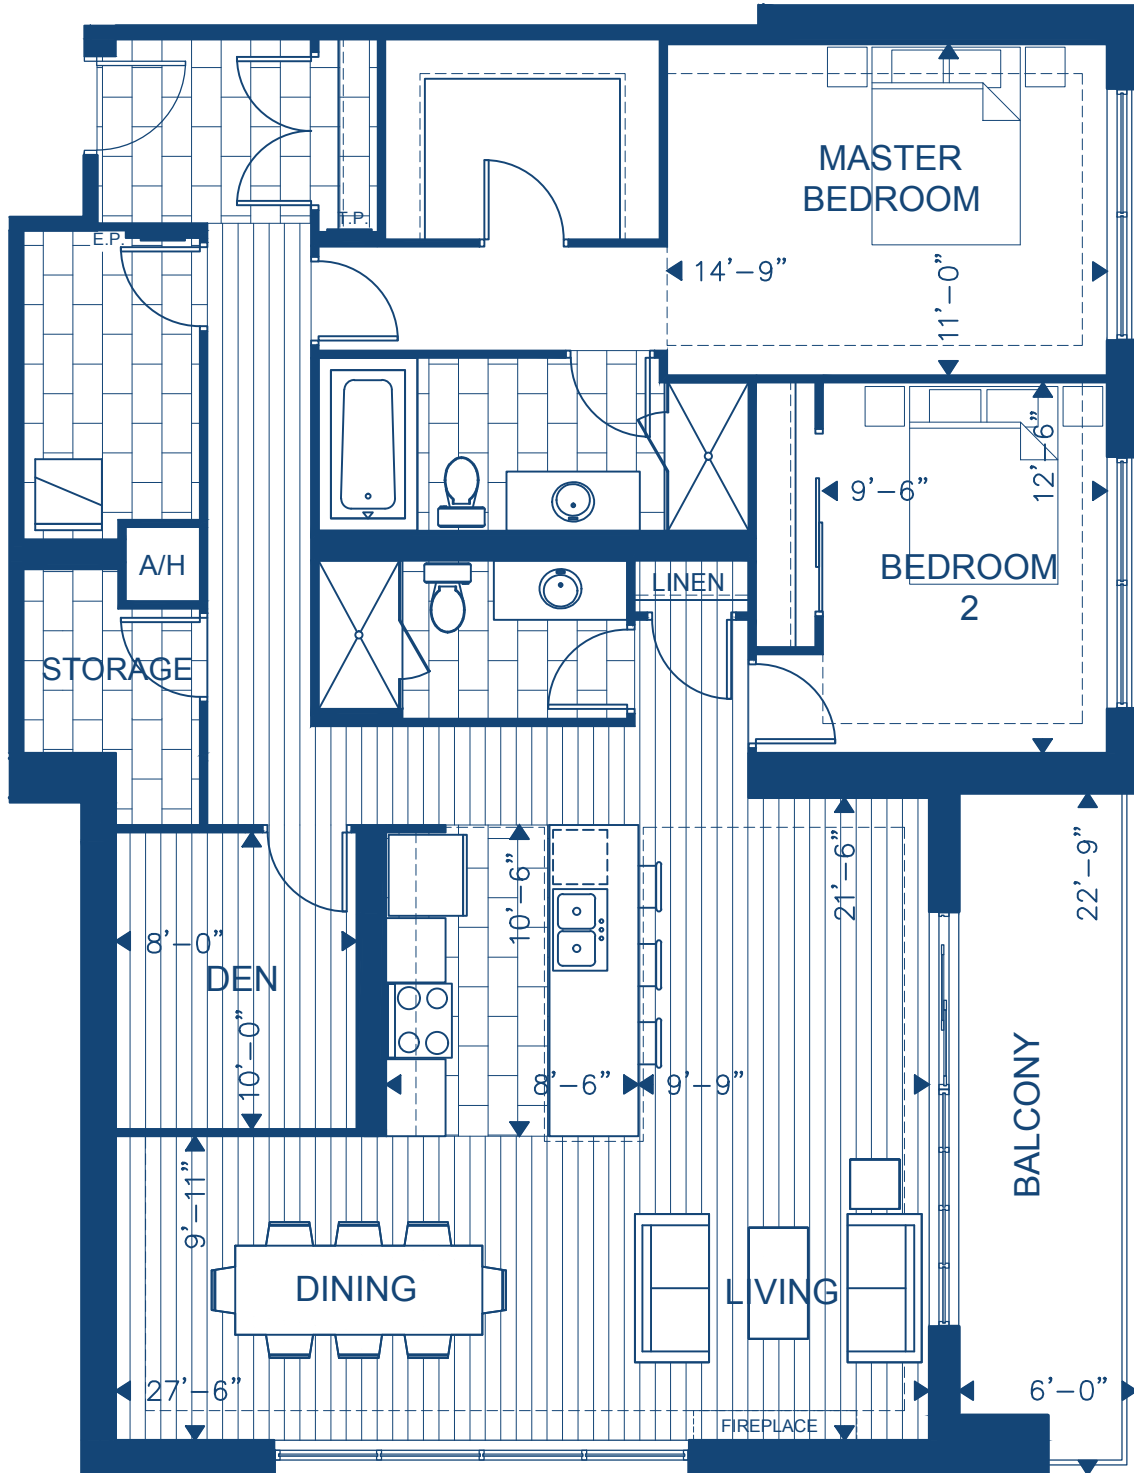 MASTER
BEDROOM
T.P.
E.P.
14'-9"
11'-0"
12'-6"
9'-6"
A/H
LINEN
BEDROOM
2
STORAGE
10'-6"
21'-6"
22'-9"
8'-0"
DEN
10'-0"
8'-6"
9'-9"
BALCONY
9'-11"
DINING
LIVING
27'-6"
6'-0"
FIREPLACE